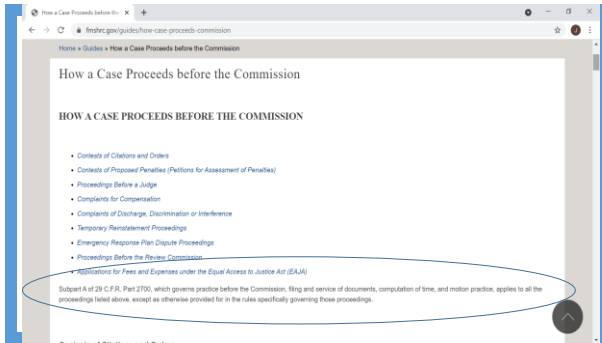 How a Case Proceeds before the
fmshrc.gov/guides/how-case-proceeds-commission
J
Home » Guides » How a Case Proceeds before the Commission
How a Case Proceeds before the Commission
HOW A CASE PROCEEDS BEFORE THE COMMISSION
• Contests of Citations and Orders
• Contests of Proposed Penalties (Petitions for Assessment of Penalties)
• Proceedings Before a Judge
• Complaints for Compensation
• Complaints of Discharge, Discrimination or Interference
• Temporary Reinstatement Proceedings
• Emergency Response Plan Dispute Proceedings
• Proceedings Before the Review Commission
• Applications for Fees and Expenses under the Equal Access to Justice Act (EAJA)
Subpart A of 29 C.F.R. Part 2700, which governs practice before the Commission, filing and service of documents, computation of time, and motion practice, applies to all the
proceedings listed above, except as otherwise provided for in the rules specifically governing those proceedings.